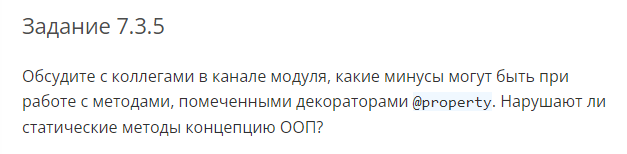 Задание 7.3.5
Обсудите с коллегами в канале модуля, какие минусы могут быть при
работе с методами, помеченными декораторами @property. Нарушают ли
статические методы концепцию ООП?